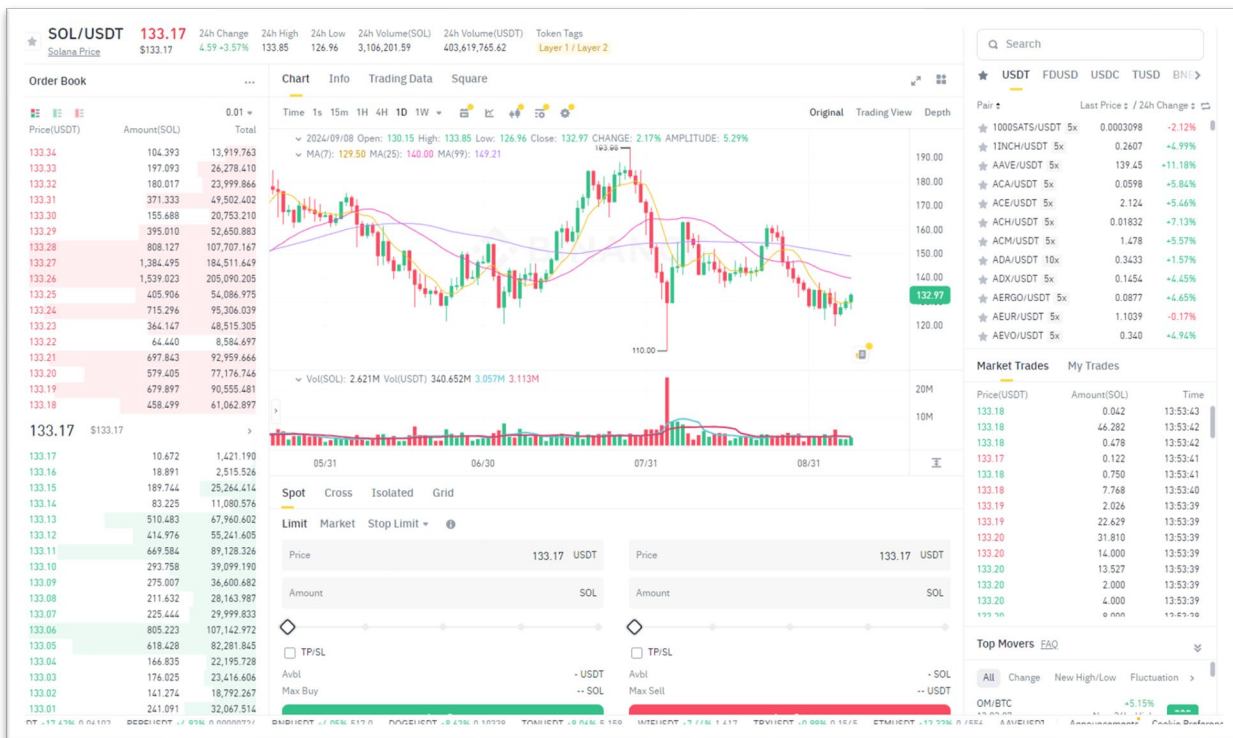 SOL/USDT 133.17 24h Change 24h High 24h Low 24h Volume(SOL) 24h Volume(USDT) Token Tags
Solana Price $133.17 4.59 +3.57% 133.85 126.96 3,106,201.59 403,619,765.62 Layer 1 / Layer 2
Order Book ...
0.01
Price(USDT) Amount(SOL) Total
133.34 104.393 13,919.763
133.33 197.093 26,278.410
133.32 180.017 23,999.866
133.31 371.333 49,502.402
133.30 155.688 20,753.210
133.29 395.010 52,650.883
133.28 808.127 107,707.167
133.27 1,384.495 184,511.649
133.26 1,539.023 205,090.205
133.25 405.906 54,086.975
133.24 715.296 95,306.039
133.23 364.147 48,515.305
133.22 64.440 8,584.697
133.21 697.843 92,959.666
133.20 579.405 77,176.746
133.19 679.897 90,555.481
133.18 458.499 61,062.897
133.17 $133.17
133.17 10.672 1,421.190
133.16 18.891 2,515.526
133.15 189.744 25,264.414
133.14 83.225 11,080.576
133.13 510.483 67,960.602
133.12 414.976 55,241.605
133.11 669.584 89,128.326
133.10 293.758 39,099.190
133.09 275.007 36,600.682
133.08 211.632 28,163.987
133.07 225.444 29,999.833
133.06 805.223 107,142.972
133.05 618.428 82,281.845
133.04 166.835 22,195.728
133.03 176.025 23,416.606
133.02 141.274 18,792.267
133.01 241.091 32,067.514
Chart Info Trading Data Square
Time 1s 15m 1H 4H 1D 1W Original Trading View Depth
2024/09/08 Open: 130.15 High: 133.85 Low: 126.96 Close: 132.97 CHANGE: 2.17% AMPLITUDE: 5.29%
MA(7): 129.50 MA(25): 140.00 MA(99): 149.21
193.98
190.00
180.00
170.00
160.00
150.00
140.00
132.97
120.00
110.00
Vol(SOL): 2.621M Vol(USDT) 340.652M 3.057M 3.113M
20M
10M
05/31 06/30 07/31 08/31
Spot Cross Isolated Grid
Limit Market Stop Limit
Price 133.17 USDT Price 133.17 USDT
Amount SOL Amount SOL
TP/SL TP/SL
Avbl - USDT Avbl - SOL
Max Buy -- SOL Max Sell -- USDT
Search
USDT FDUSD USDC TUSD
Pair Last Price / 24h Change
1000SATS/USDT 5x 0.0003098 -2.12%
1INCH/USDT 5x 0.2607 +4.99%
AAVE/USDT 5x 139.45 +11.18%
ACA/USDT 5x 0.0598 +5.84%
ACE/USDT 5x 2.124 +5.46%
ACH/USDT 5x 0.01832 +7.13%
ACM/USDT 5x 1.478 +5.57%
ADA/USDT 10x 0.3433 +1.57%
ADX/USDT 5x 0.1454 +4.45%
AERGO/USDT 5x 0.0877 +4.65%
AEUR/USDT 5x 1.1039 -0.17%
AEVO/USDT 5x 0.340 +4.94%
Market Trades My Trades
Price(USDT) Amount(SOL) Time
133.18 0.042 13:53:43
133.18 46.282 13:53:42
133.18 0.478 13:53:42
133.17 0.122 13:53:41
133.18 0.750 13:53:41
133.18 7.768 13:53:40
133.19 2.026 13:53:39
133.19 22.629 13:53:39
133.20 31.810 13:53:39
133.20 14.000 13:53:39
133.20 13.527 13:53:39
133.20 2.000 13:53:39
133.20 4.000 13:53:39
Top Movers FAQ
All Change New High/Low Fluctuation
OM/BTC +5.15%